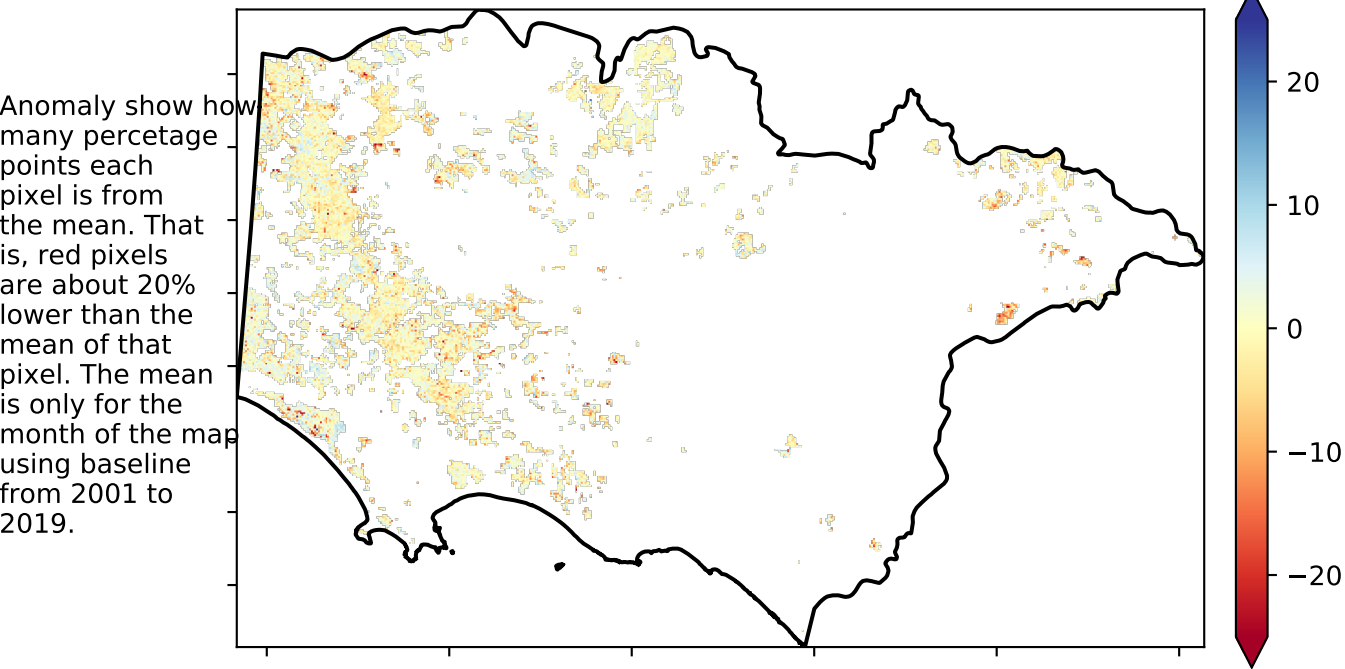 Anomaly show how
many percetage
points each
pixel is from
the mean. That
is, red pixels
are about 20%
lower than the
mean of that
pixel. The mean
is only for the
month of the map
using baseline
from 2001 to
2019.
20
10
0
−10
−20